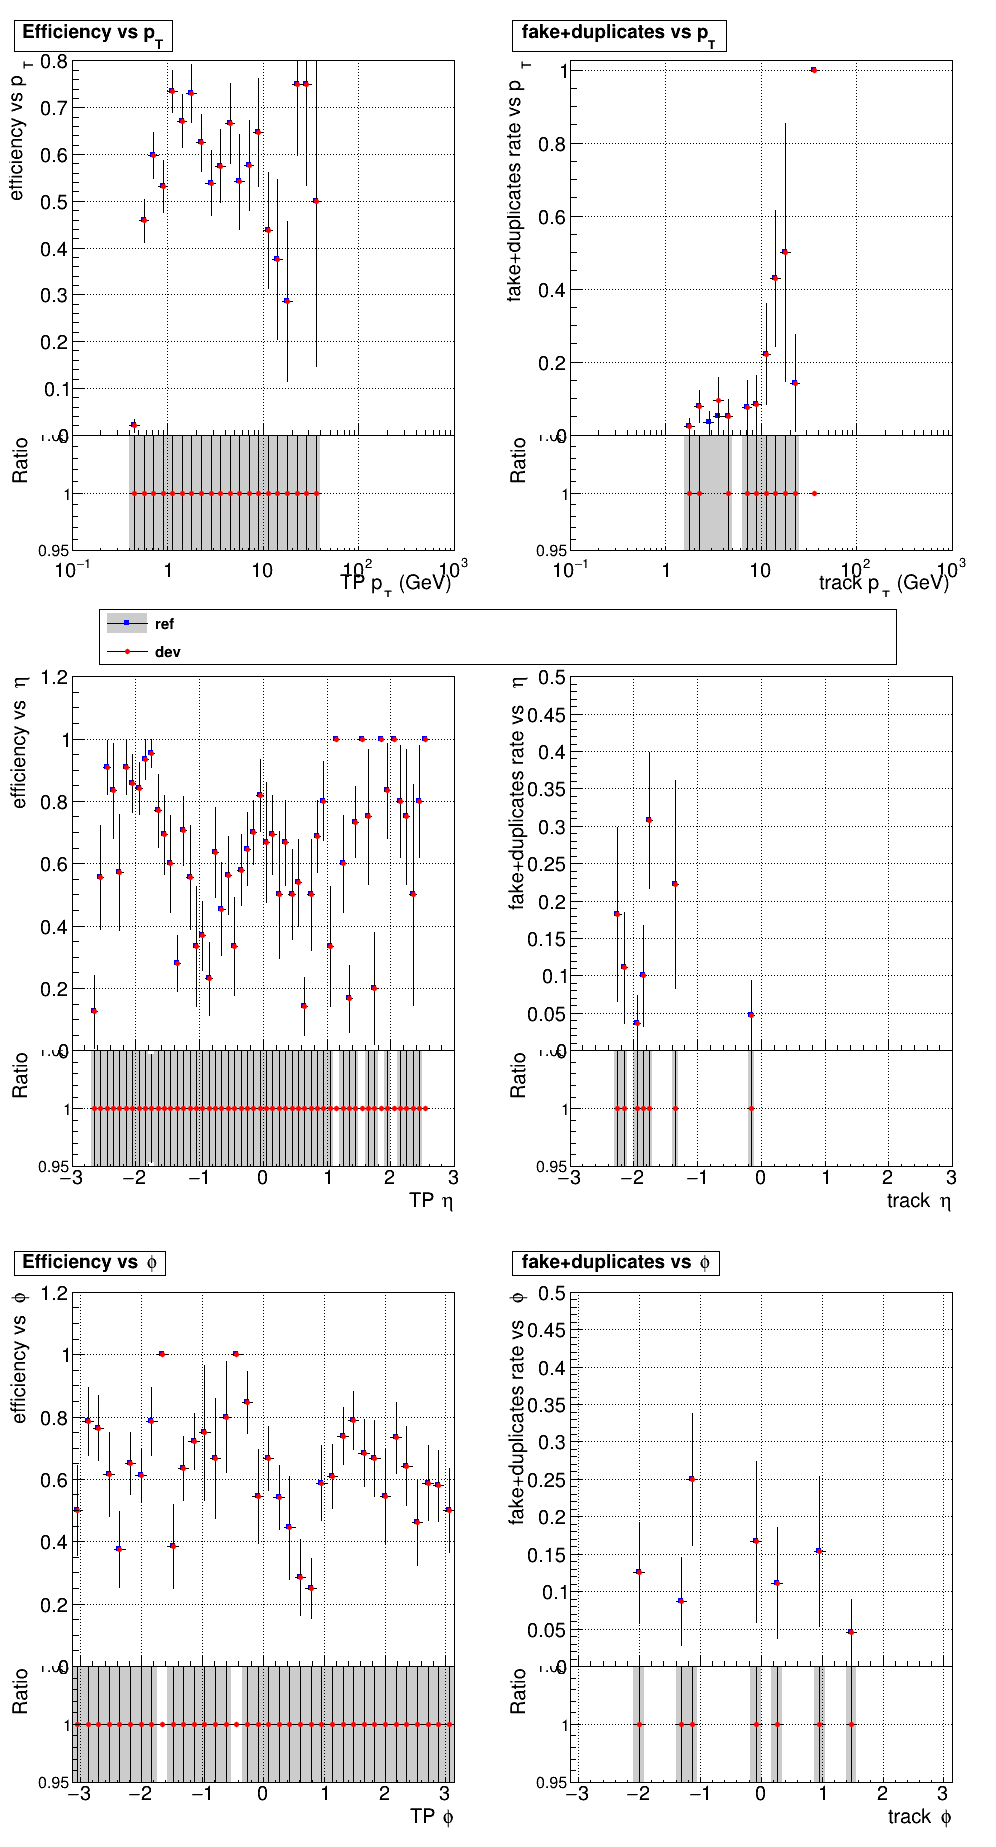 Efficiency vs p_T
fake+duplicates vs p_T
efficiency vs p_T
0.8
0.7
0.6
0.5
0.4
0.3
0.2
0.1
0
Ratio
1
0.95
10^−1 1 10 10^2 10^3
TP p_T (GeV)
fake+duplicates rate vs p_T
1
0.8
0.6
0.4
0.2
0
Ratio
1
0.95
10^−1 1 10 10^2 10^3
track p_T (GeV)
ref
dev
efficiency vs η
1.2
1
0.8
0.6
0.4
0.2
0
Ratio
1
0.95
−3 −2 −1 0 1 2 3
TP η
fake+duplicates rate vs η
0.5
0.45
0.4
0.35
0.3
0.25
0.2
0.15
0.1
0.05
0
Ratio
1
0.95
−3 −2 −1 0 1 2 3
track η
Efficiency vs ϕ
fake+duplicates vs ϕ
efficiency vs ϕ
1.2
1
0.8
0.6
0.4
0.2
0
Ratio
1
0.95
−3 −2 −1 0 1 2 3
TP ϕ
fake+duplicates rate vs ϕ
0.5
0.45
0.4
0.35
0.3
0.25
0.2
0.15
0.1
0.05
0
Ratio
1
0.95
−3 −2 −1 0 1 2 3
track ϕ